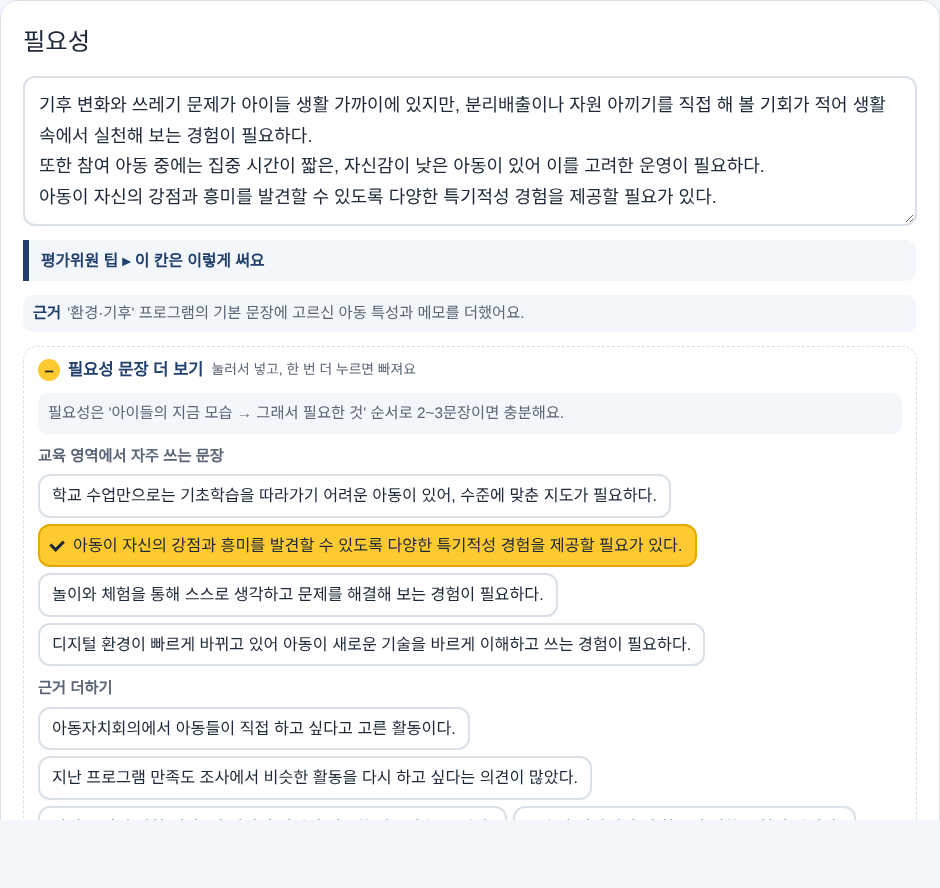 필요성
기후 변화와 쓰레기 문제가 아이들 생활 가까이에 있지만, 분리배출이나 자원 아끼기를 직접 해 볼 기회가 적어 생활
속에서 실천해 보는 경험이 필요하다.
또한 참여 아동 중에는 집중 시간이 짧은, 자신감이 낮은 아동이 있어 이를 고려한 운영이 필요하다.
아동이 자신의 강점과 흥미를 발견할 수 있도록 다양한 특기적성 경험을 제공할 필요가 있다.
평가위원 팁 ▸ 이 칸은 이렇게 써요
근거 '환경·기후' 프로그램의 기본 문장에 고르신 아동 특성과 메모를 더했어요.
– 필요성 문장 더 보기 눌러서 넣고, 한 번 더 누르면 빠져요
필요성은 '아이들의 지금 모습 → 그래서 필요한 것' 순서로 2~3문장이면 충분해요.
교육 영역에서 자주 쓰는 문장
학교 수업만으로는 기초학습을 따라가기 어려운 아동이 있어, 수준에 맞춘 지도가 필요하다.
✔ 아동이 자신의 강점과 흥미를 발견할 수 있도록 다양한 특기적성 경험을 제공할 필요가 있다.
놀이와 체험을 통해 스스로 생각하고 문제를 해결해 보는 경험이 필요하다.
디지털 환경이 빠르게 바뀌고 있어 아동이 새로운 기술을 바르게 이해하고 쓰는 경험이 필요하다.
근거 더하기
아동자치회의에서 아동들이 직접 하고 싶다고 고른 활동이다.
지난 프로그램 만족도 조사에서 비슷한 활동을 다시 하고 싶다는 의견이 많았다.